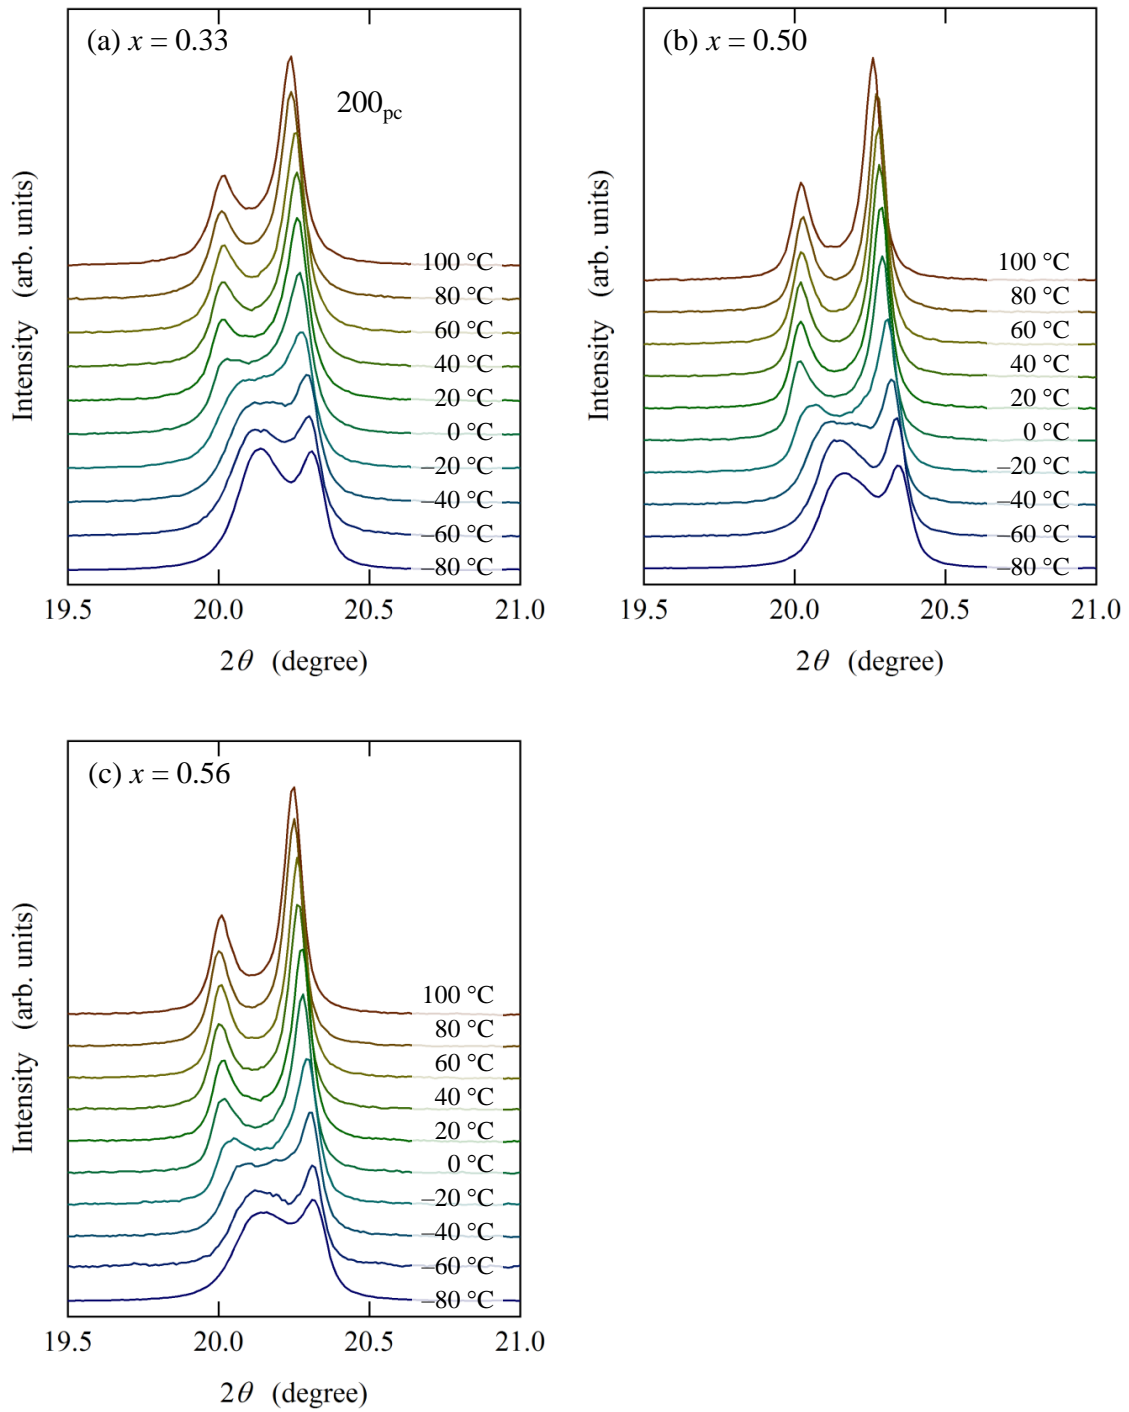 (a) x = 0.33
200pc
100 °C
80 °C
60 °C
40 °C
20 °C
0 °C
–20 °C
–40 °C
–60 °C
–80 °C
19.5 20.0 20.5 21.0
2θ (degree)
Intensity (arb. units)
(b) x = 0.50
100 °C
80 °C
60 °C
40 °C
20 °C
0 °C
–20 °C
–40 °C
–60 °C
–80 °C
19.5 20.0 20.5 21.0
2θ (degree)
Intensity (arb. units)
(c) x = 0.56
100 °C
80 °C
60 °C
40 °C
20 °C
0 °C
–20 °C
–40 °C
–60 °C
–80 °C
19.5 20.0 20.5 21.0
2θ (degree)
Intensity (arb. units)